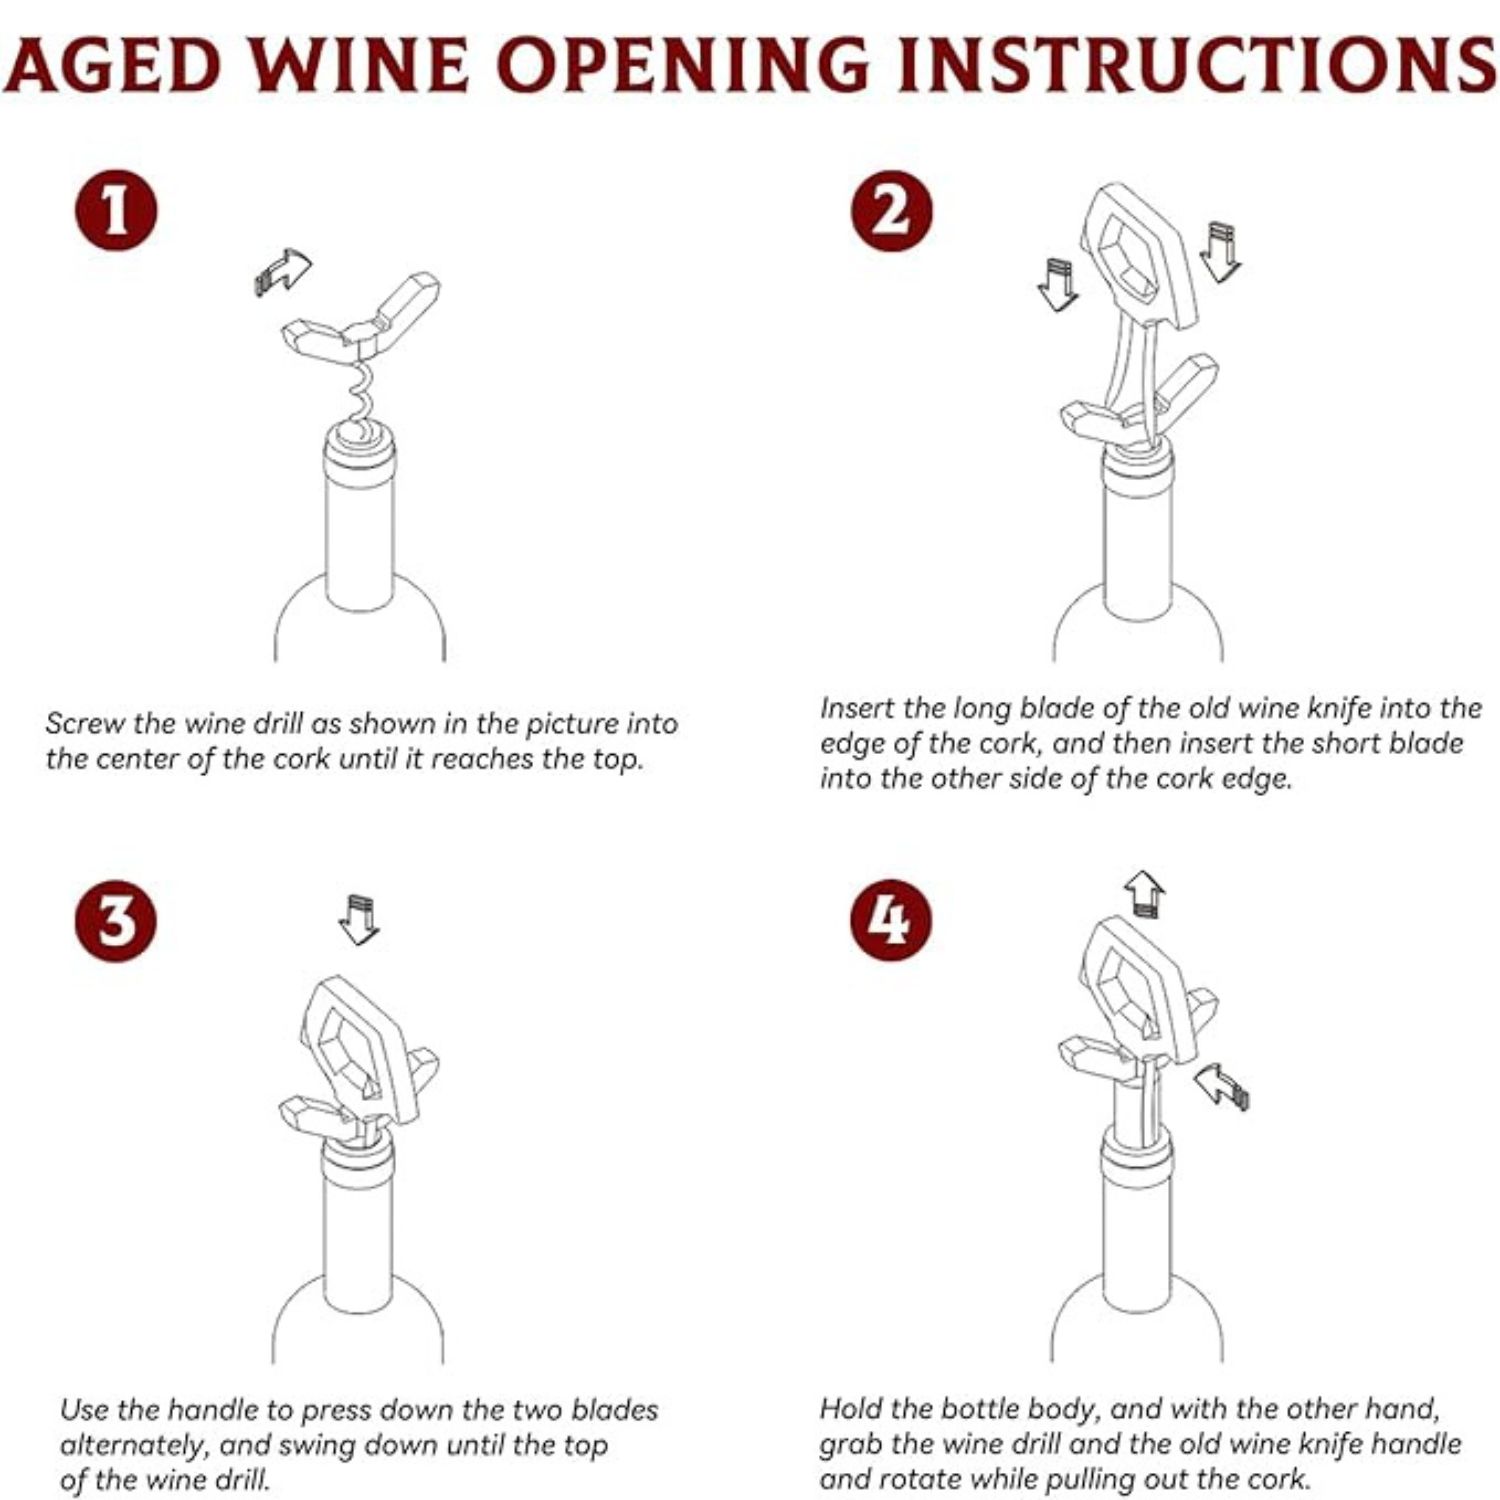 AGED WINE OPENING INSTRUCTIONS
1
Screw the wine drill as shown in the picture into
the center of the cork until it reaches the top.
2
Insert the long blade of the old wine knife into the
edge of the cork, and then insert the short blade
into the other side of the cork edge.
3
Use the handle to press down the two blades
alternately, and swing down until the top
of the wine drill.
4
Hold the bottle body, and with the other hand,
grab the wine drill and the old wine knife handle
and rotate while pulling out the cork.